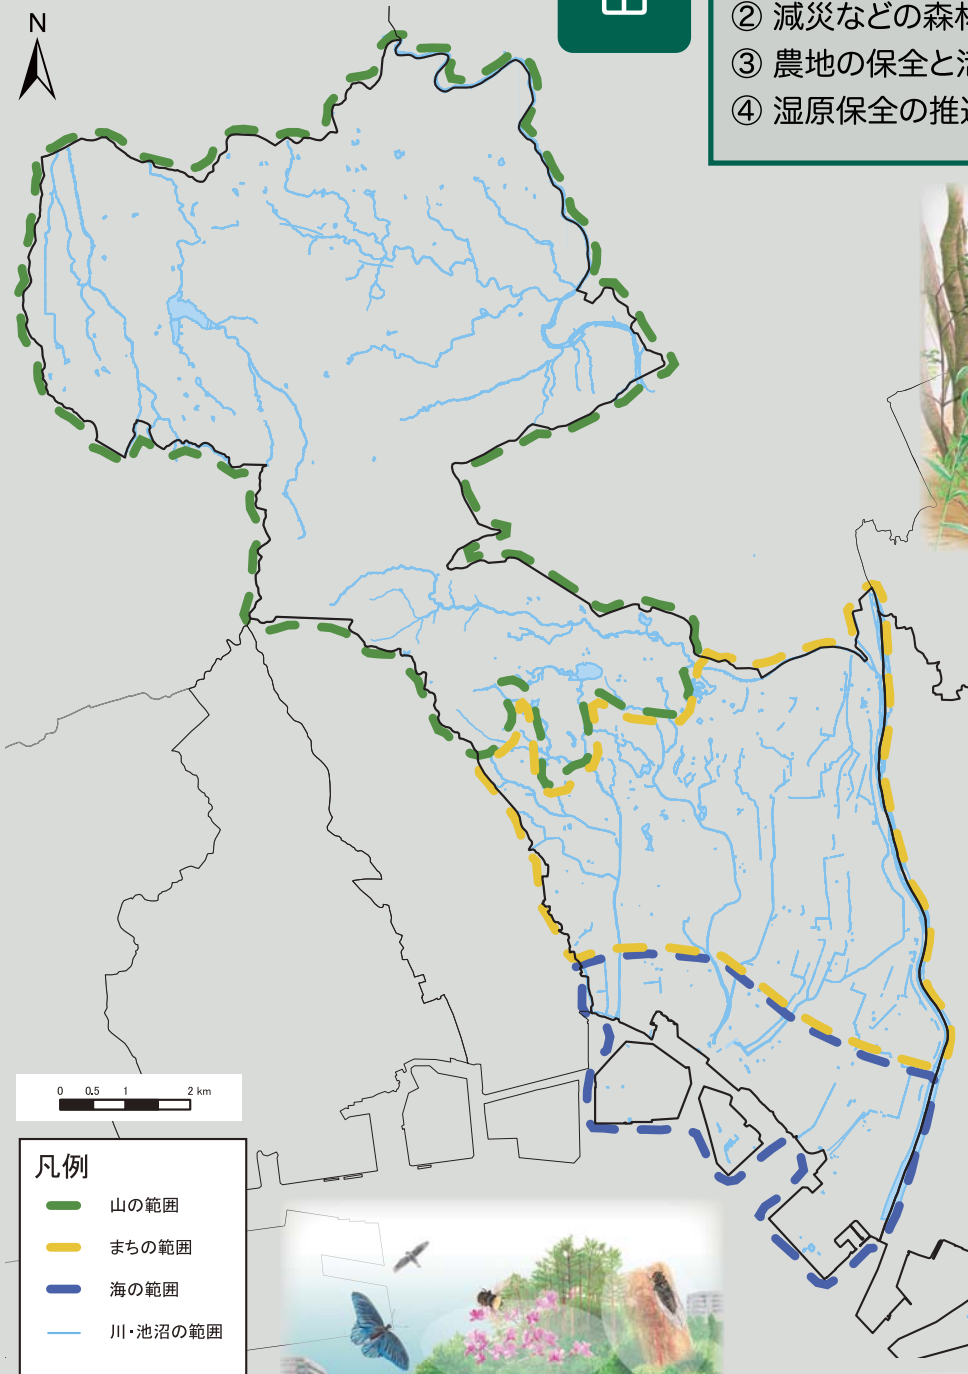 N
② 減災などの森林
③ 農地の保全と活
④ 湿原保全の推進
0 0.5 1 2 km
凡例
山の範囲
まちの範囲
海の範囲
川・池沼の範囲